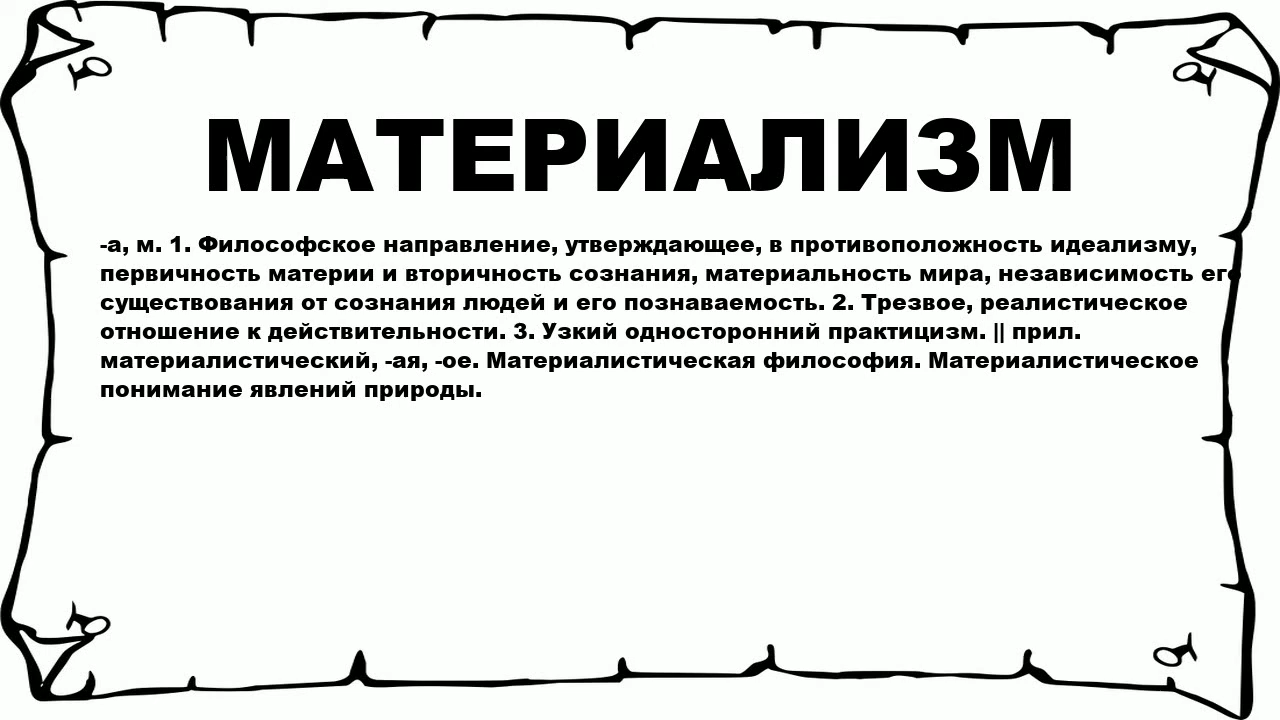 МАТЕРИАЛИЗМ
-а, м. 1. Философское направление, утверждающее, в противоположность идеализму,
первичность материи и вторичность сознания, материальность мира, независимость его
существования от сознания людей и его познаваемость. 2. Трезвое, реалистическое
отношение к действительности. 3. Узкий односторонний практицизм. || прил.
материалистический, -ая, -ое. Материалистическая философия. Материалистическое
понимание явлений природы.